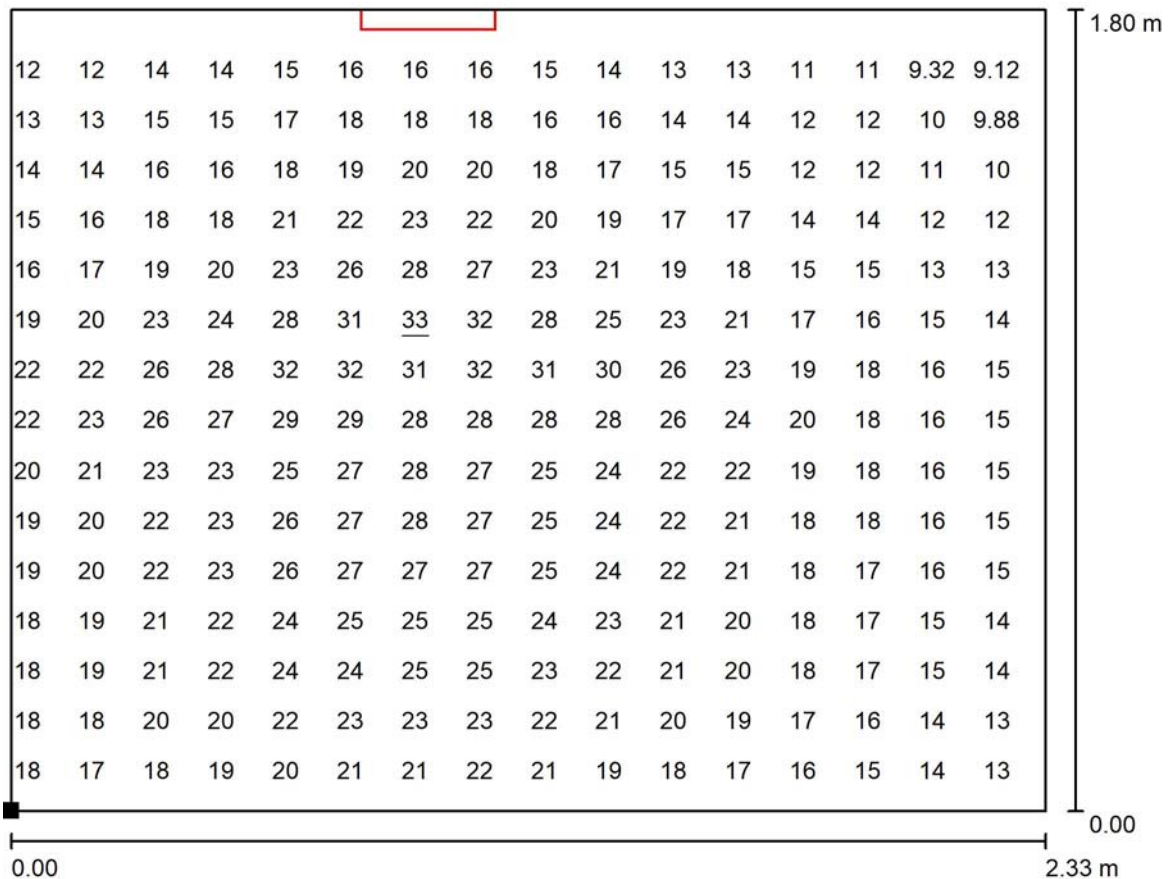 1.80 m
12 12 14 14 15 16 16 16 15 14 13 13 11 11 9.32 9.12
13 13 15 15 17 18 18 18 16 16 14 14 12 12 10 9.88
14 14 16 16 18 19 20 20 18 17 15 15 12 12 11 10
15 16 18 18 21 22 23 22 20 19 17 17 14 14 12 12
16 17 19 20 23 26 28 27 23 21 19 18 15 15 13 13
19 20 23 24 28 31 33 32 28 25 23 21 17 16 15 14
22 22 26 28 32 32 31 32 31 30 26 23 19 18 16 15
22 23 26 27 29 29 28 28 28 28 26 24 20 18 16 15
20 21 23 23 25 27 28 27 25 24 22 22 19 18 16 15
19 20 22 23 26 27 28 27 25 24 22 21 18 18 16 15
19 20 22 23 26 27 27 27 25 24 22 21 18 17 16 15
18 19 21 22 24 25 25 25 24 23 21 20 18 17 15 14
18 19 21 22 24 24 25 25 23 22 21 20 18 17 15 14
18 18 20 20 22 23 23 23 22 21 20 19 17 16 14 13
18 17 18 19 20 21 21 22 21 19 18 17 16 15 14 13
0.00
0.00 2.33 m